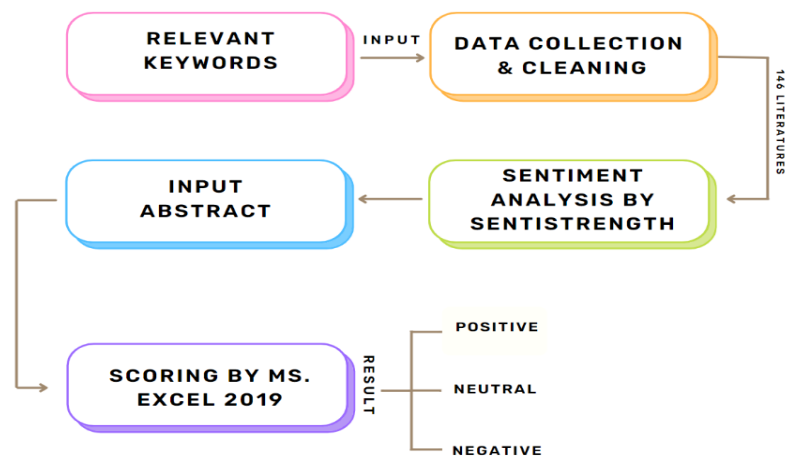 RELEVANT
KEYWORDS
INPUT
DATA COLLECTION
& CLEANING
146 LITERATURES
SENTIMENT
ANALYSIS BY
SENTISTRENGTH
INPUT
ABSTRACT
SCORING BY MS.
EXCEL 2019
RESULT
POSITIVE
NEUTRAL
NEGATIVE